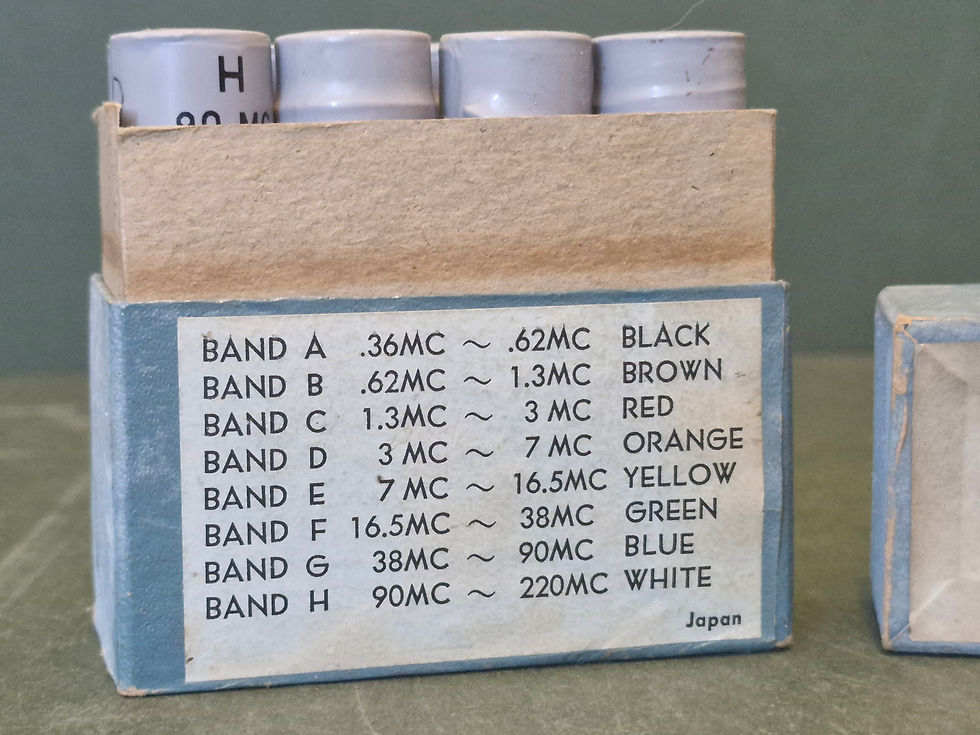 H
90 MC
BAND A .36MC ~ .62MC BLACK
BAND B .62MC ~ 1.3MC BROWN
BAND C 1.3MC ~ 3 MC RED
BAND D 3 MC ~ 7 MC ORANGE
BAND E 7 MC ~ 16.5MC YELLOW
BAND F 16.5MC ~ 38MC GREEN
BAND G 38MC ~ 90MC BLUE
BAND H 90MC ~ 220MC WHITE
Japan